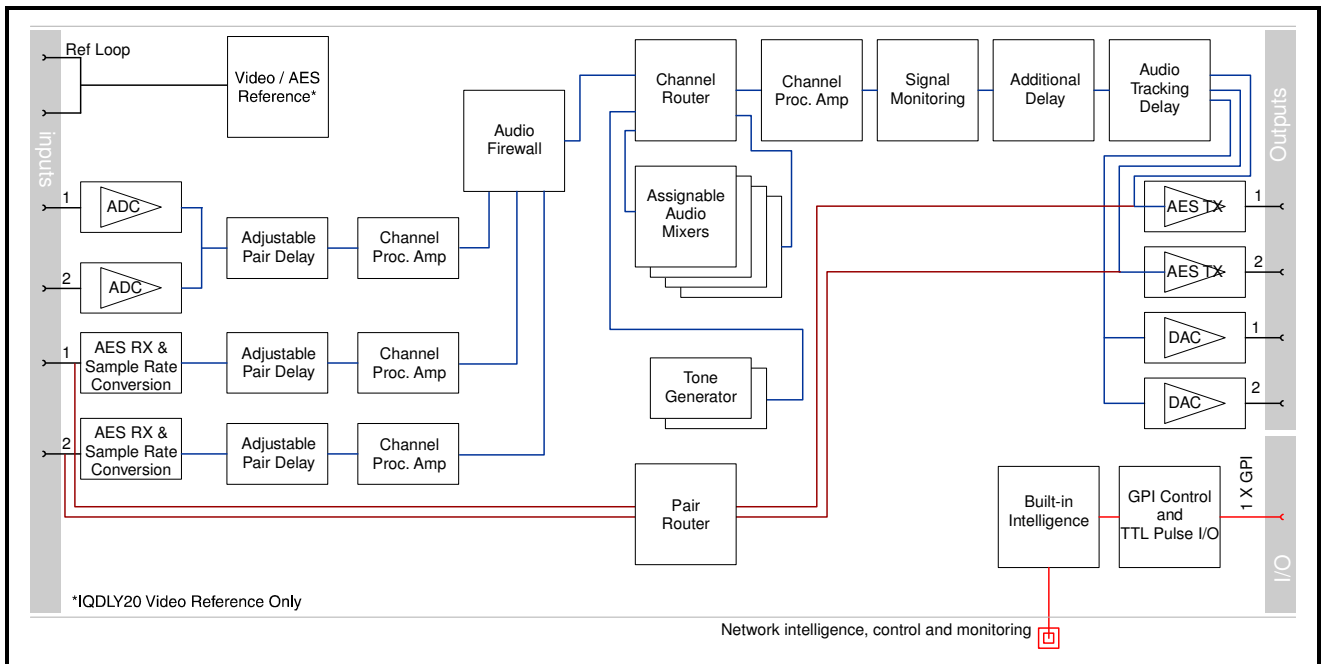 Ref Loop
Video / AES
Reference*
inputs
1
ADC
2
ADC
Adjustable
Pair Delay
Channel
Proc. Amp
1
AES RX &
Sample Rate
Conversion
Adjustable
Pair Delay
Channel
Proc. Amp
2
AES RX &
Sample Rate
Conversion
Adjustable
Pair Delay
Channel
Proc. Amp
Audio
Firewall
Channel
Router
Channel
Proc. Amp
Signal
Monitoring
Additional
Delay
Audio
Tracking
Delay
Assignable
Audio
Mixers
Tone
Generator
Pair
Router
Outputs
AES TX
1
AES TX
2
DAC
1
DAC
2
Built-in
Intelligence
GPI Control
and
TTL Pulse I/O
1 X GPI
I/O
*IQDLY20 Video Reference Only
Network intelligence, control and monitoring